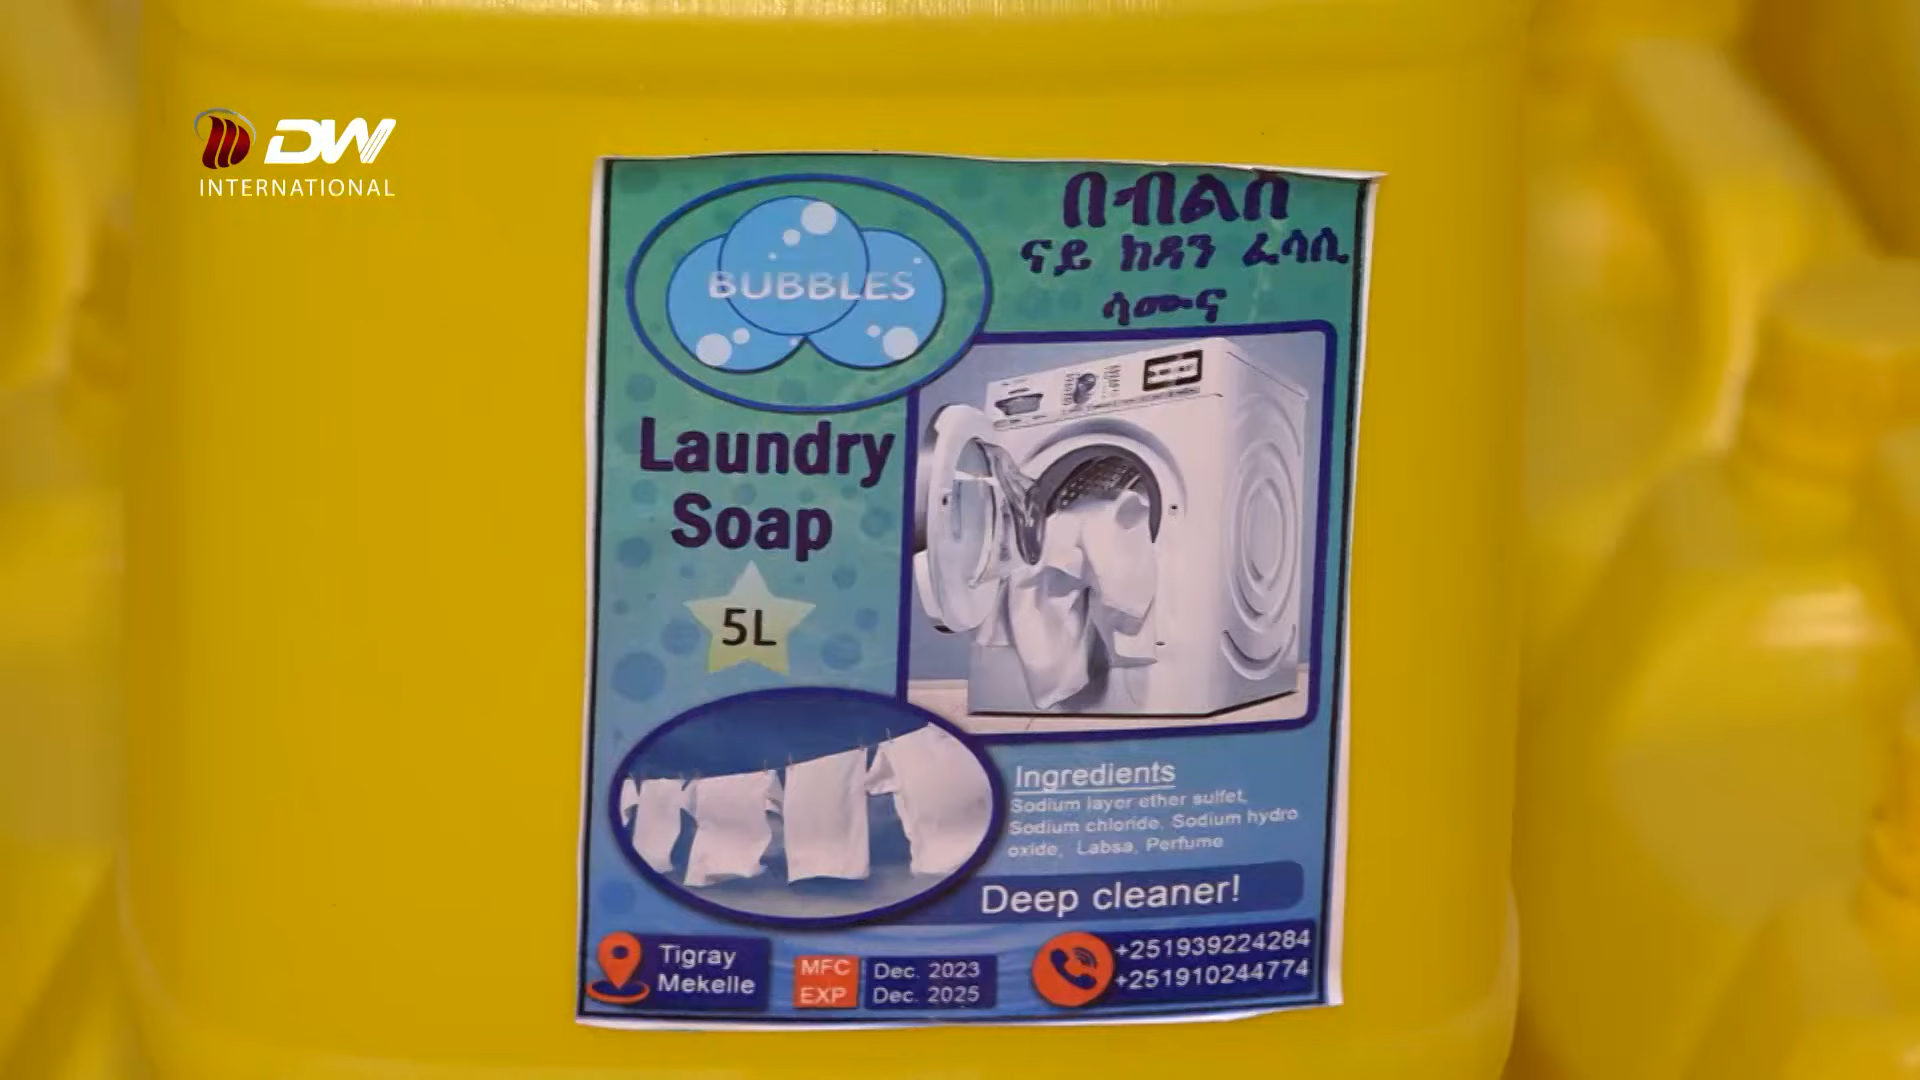 DW
INTERNATIONAL
BUBBLES
በብልስ
ናይ ክዳን ፈሳሲ
ሳሙና
Laundry
Soap
5L
Ingredients
Sodium layer ether sulfet,
Sodium chloride, Sodium hydro
oxide, Labsa, Perfume
Deep cleaner!
Tigray
Mekelle
MFC Dec. 2023
EXP Dec. 2025
+251939224284
+251910244774